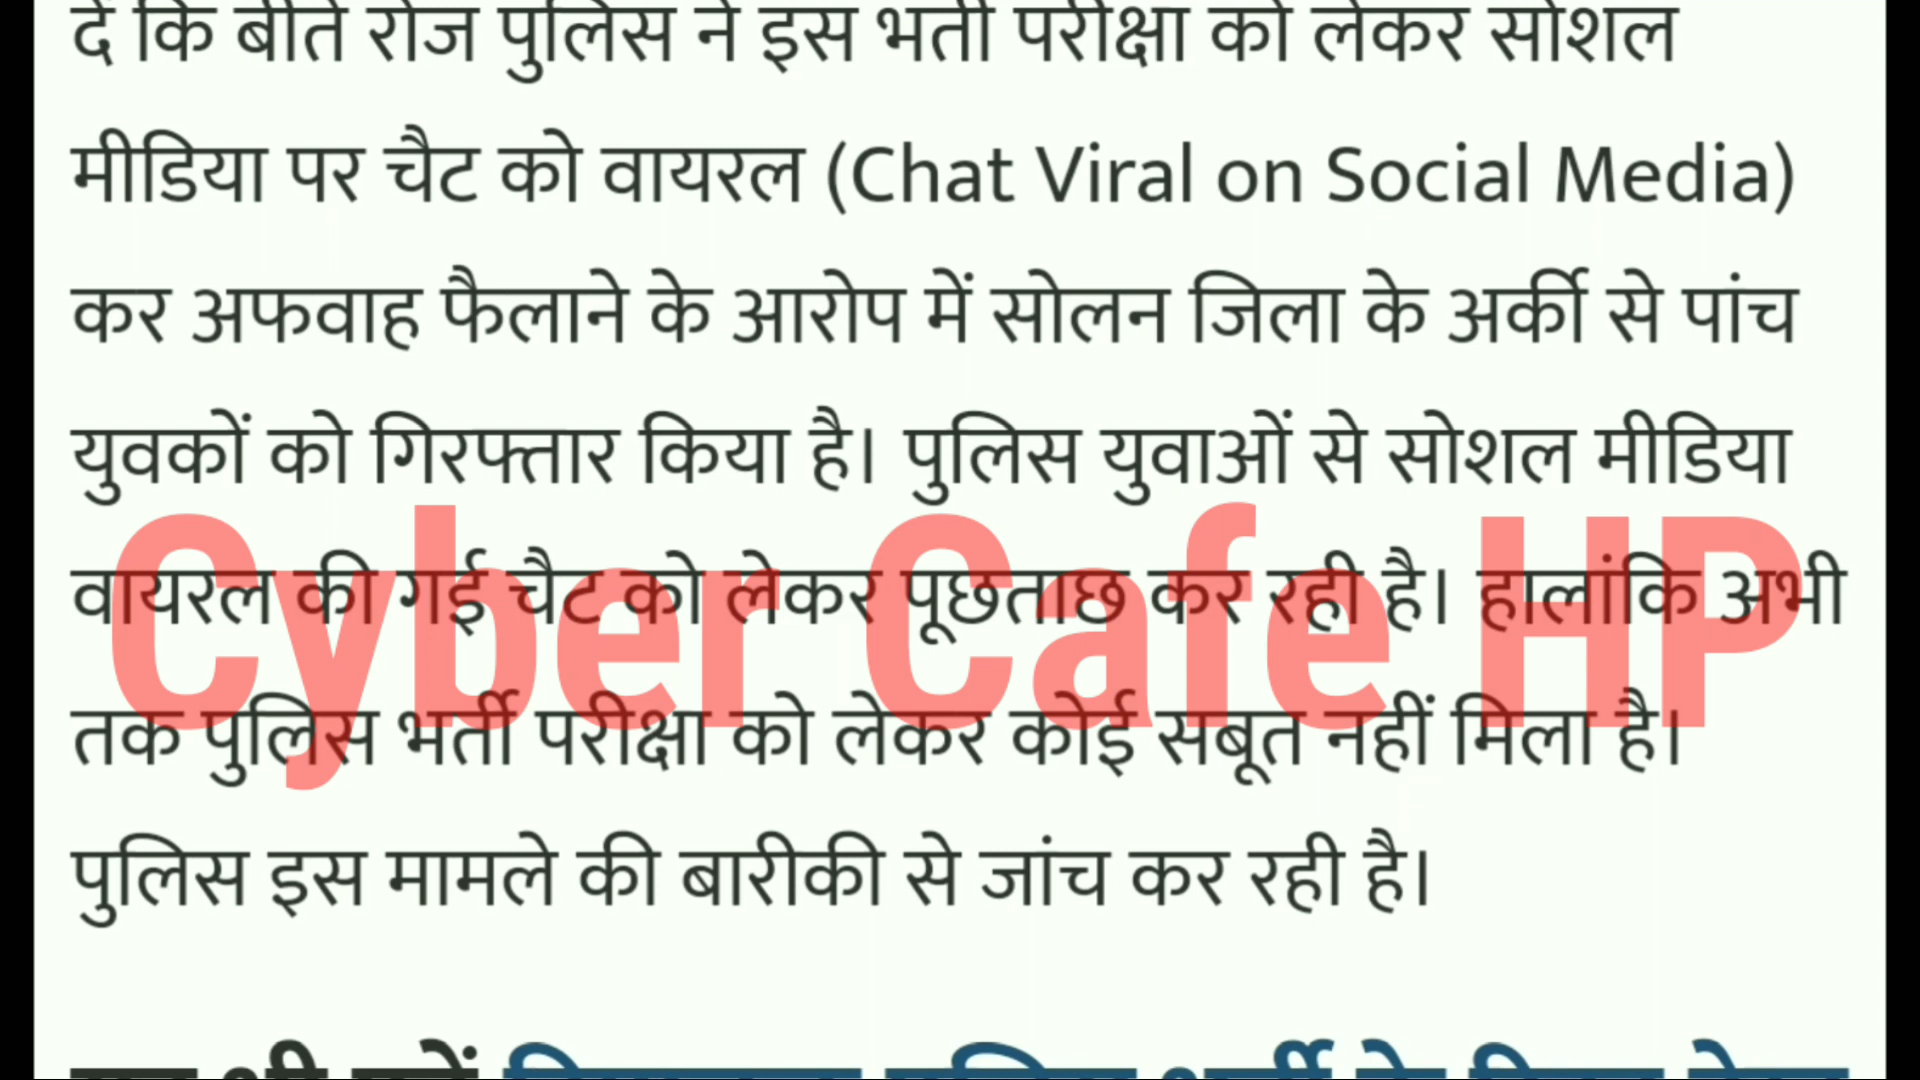 दें कि बीते रोज पुलिस ने इस भर्ती परीक्षा को लेकर सोशल
मीडिया पर चैट को वायरल (Chat Viral on Social Media)
कर अफवाह फैलाने के आरोप में सोलन जिला के अर्की से पांच
युवकों को गिरफ्तार किया है। पुलिस युवाओं से सोशल मीडिया
वायरल की गई चैट को लेकर पूछताछ कर रही है। हालांकि अभी
Cyber Cafe HP
तक पुलिस भर्ती परीक्षा को लेकर कोई सबूत नहीं मिला है।
पुलिस इस मामले की बारीकी से जांच कर रही है।